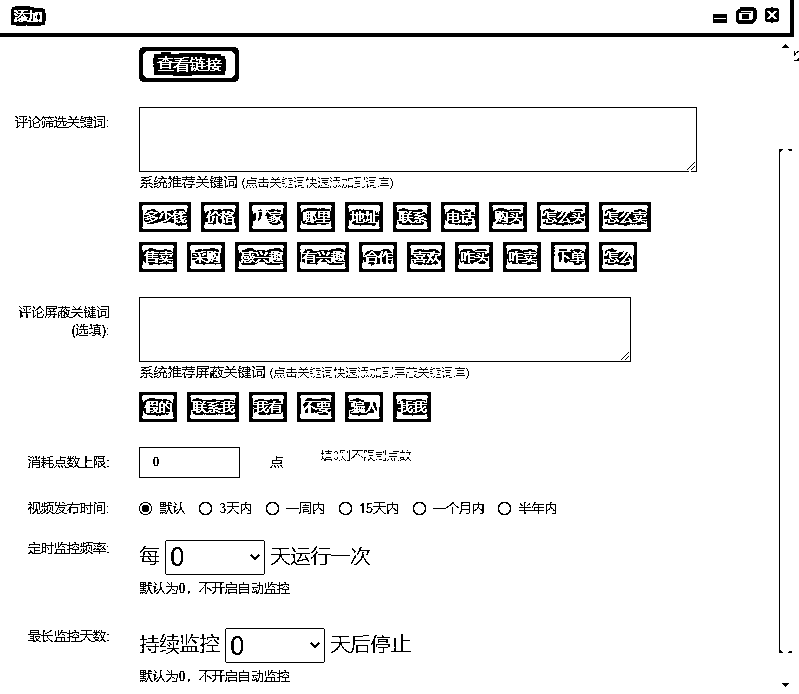 添加
查看链接
评论筛选关键词:
系统推荐关键词 (点击关键词快速添加到词库)
多少钱 价格 厂家 哪里 地址 联系 电话 购买 怎么买 怎么卖
售卖 采购 感兴趣 有兴趣 合作 喜欢 咋买 咋卖 下单 怎么
评论屏蔽关键词
(选填):
系统推荐屏蔽关键词 (点击关键词快速添加到屏蔽关键词库)
假的 联系我 我有 不要 骗人 找我
消耗点数上限: 0 点 填0则不限制点数
视频发布时间: 默认 3天内 一周内 15天内 一个月内 半年内
定时监控频率: 每 0 天运行一次
默认为0，不开启自动监控
最长监控天数: 持续监控 0 天后停止
默认为0，不开启自动监控